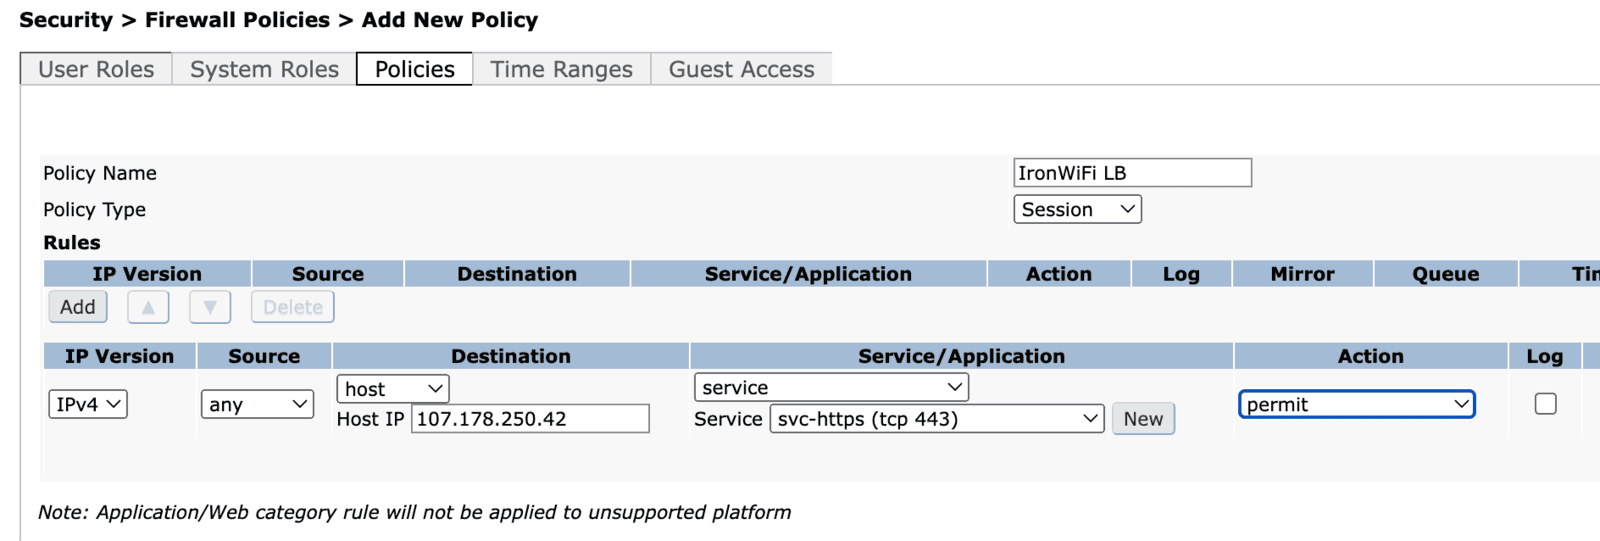 Security > Firewall Policies > Add New Policy
User Roles System Roles Policies Time Ranges Guest Access
Policy Name IronWiFi LB
Policy Type Session
Rules
IP Version Source Destination Service/Application Action Log Mirror Queue Tim
Add ▲ ▼ Delete
IP Version Source Destination Service/Application Action Log
IPv4 any host service permit
Host IP 107.178.250.42 Service svc-https (tcp 443) New
Note: Application/Web category rule will not be applied to unsupported platform